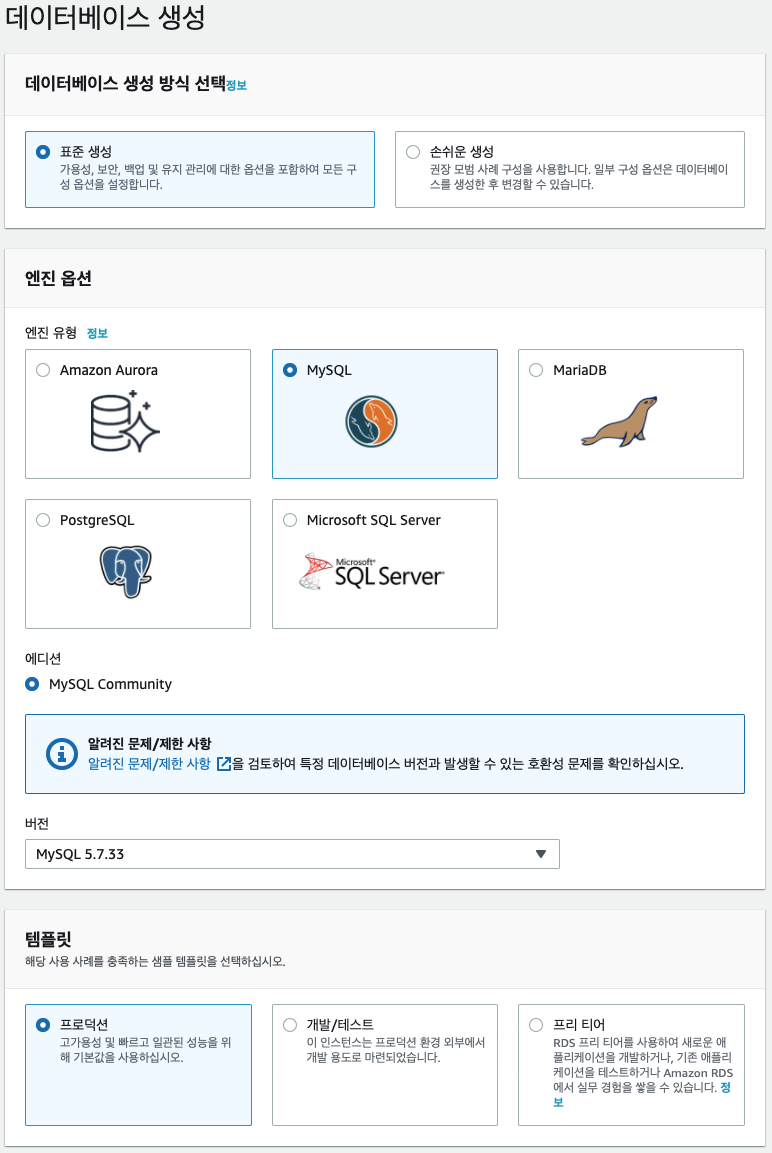 데이터베이스 생성
데이터베이스 생성 방식 선택정보
표준 생성
가용성, 보안, 백업 및 유지 관리에 대한 옵션을 포함하여 모든 구
성 옵션을 설정합니다.
손쉬운 생성
권장 모범 사례 구성을 사용합니다. 일부 구성 옵션은 데이터베이
스를 생성한 후 변경할 수 있습니다.
엔진 옵션
엔진 유형 정보
Amazon Aurora
MySQL
MariaDB
PostgreSQL
Microsoft SQL Server
Microsoft®
SQL Server
에디션
MySQL Community
알려진 문제/제한 사항
알려진 문제/제한 사항 을 검토하여 특정 데이터베이스 버전과 발생할 수 있는 호환성 문제를 확인하십시오.
버전
MySQL 5.7.33
템플릿
해당 사용 사례를 충족하는 샘플 템플릿을 선택하십시오.
프로덕션
고가용성 및 빠르고 일관된 성능을 위
해 기본값을 사용하십시오.
개발/테스트
이 인스턴스는 프로덕션 환경 외부에서
개발 용도로 마련되었습니다.
프리 티어
RDS 프리 티어를 사용하여 새로운 애
플리케이션을 개발하거나, 기존 애플리
케이션을 테스트하거나 Amazon RDS
에서 실무 경험을 쌓을 수 있습니다. 정
보